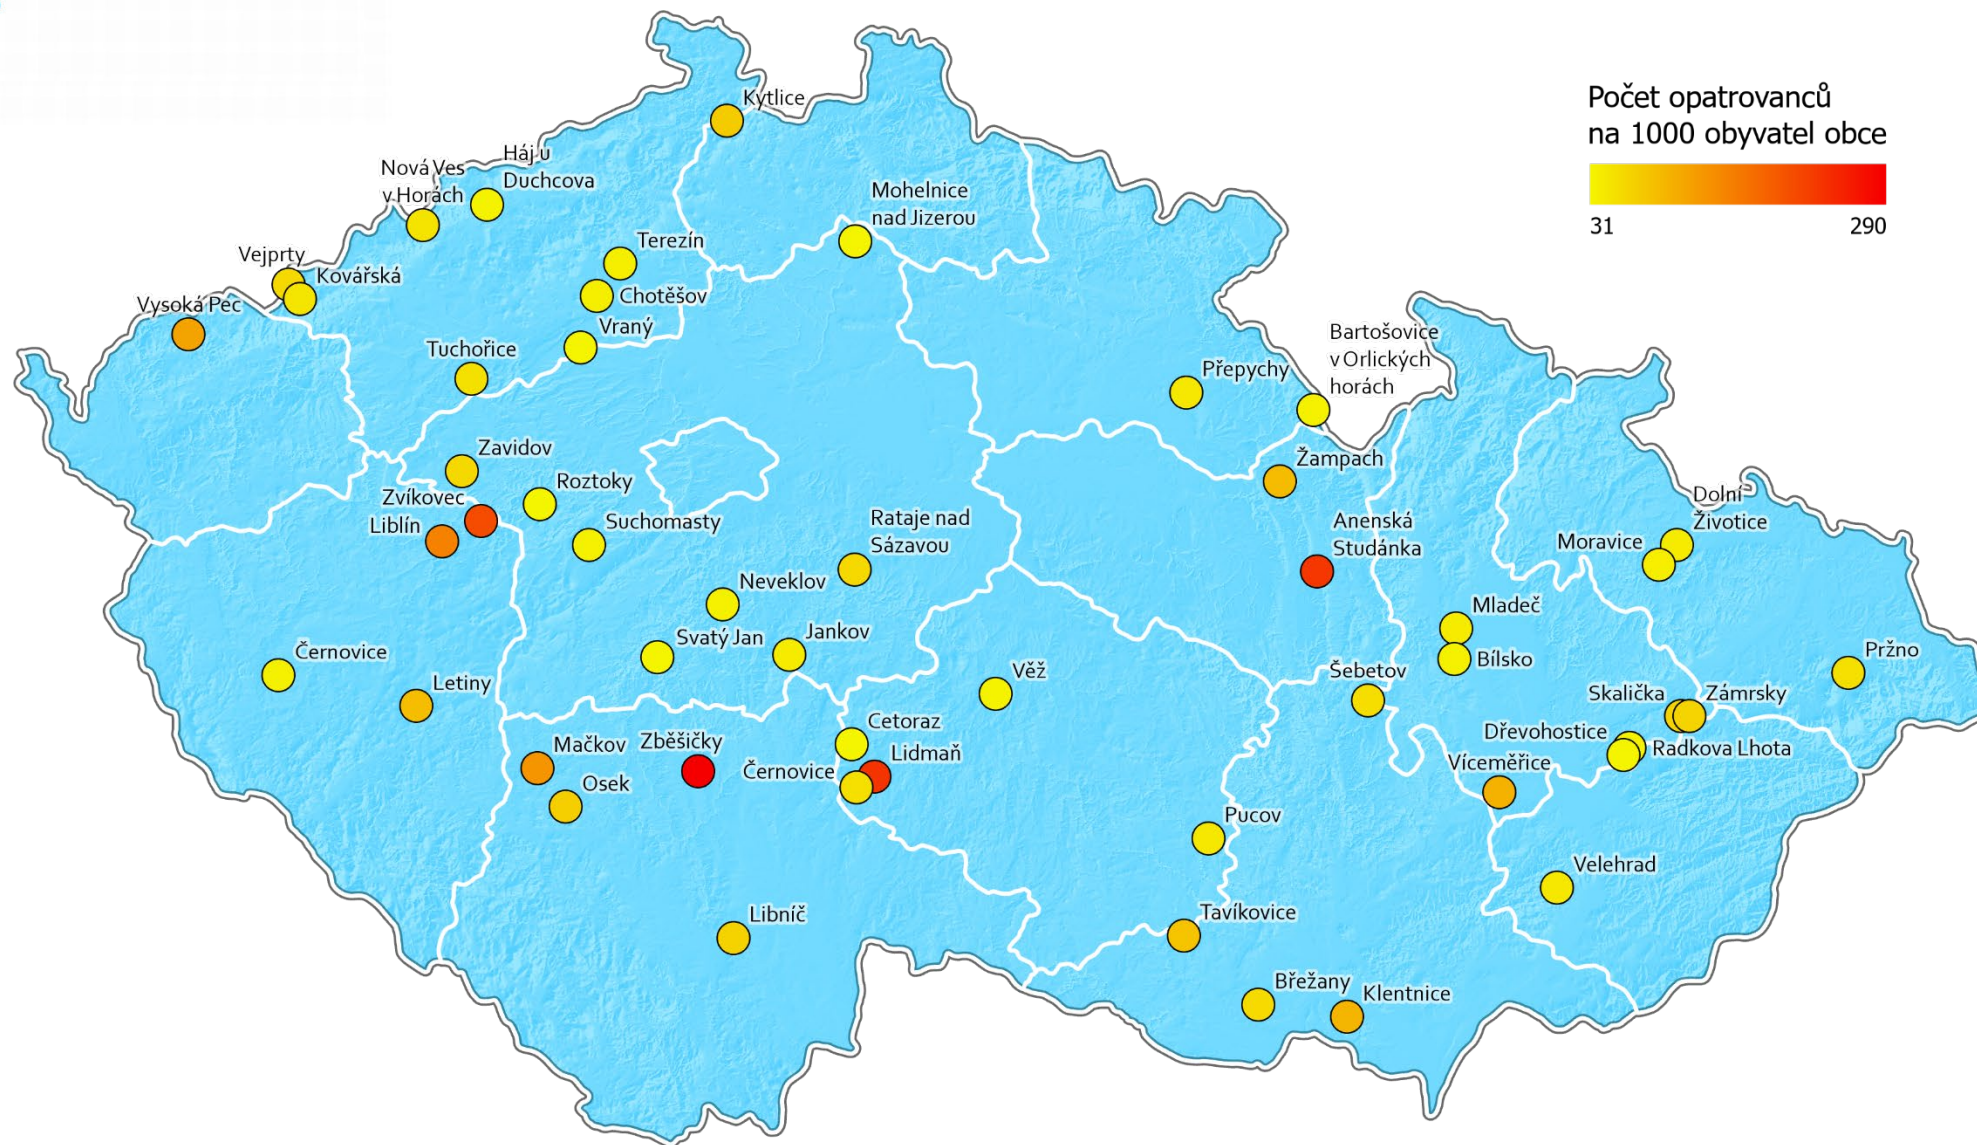 Kytlice
Počet opatrovanců
na 1000 obyvatel obce
31
290
Nová Ves
v Horách
Háj u
Duchcova
Mohelnice
nad Jizerou
Terezín
Vejprty
Kovářská
Chotěšov
Vysoká Pec
Vraný
Tuchořice
Bartošovice
v Orlických
horách
Přepychy
Zavidov
Žampach
Roztoky
Zvíkovec
Liblín
Suchomasty
Rataje nad
Sázavou
Anenská
Studánka
Dolní
Životice
Moravice
Neveklov
Mladeč
Svatý Jan
Jankov
Černovice
Letiny
Věž
Bílsko
Šebetov
Pržno
Skalička
Zámrsky
Cetoraz
Dřevohostice
Radkova Lhota
Mačkov
Zběšičky
Lidmaň
Černovice
Víceměřice
Osek
Pucov
Velehrad
Libníč
Tavíkovice
Břežany
Klentnice